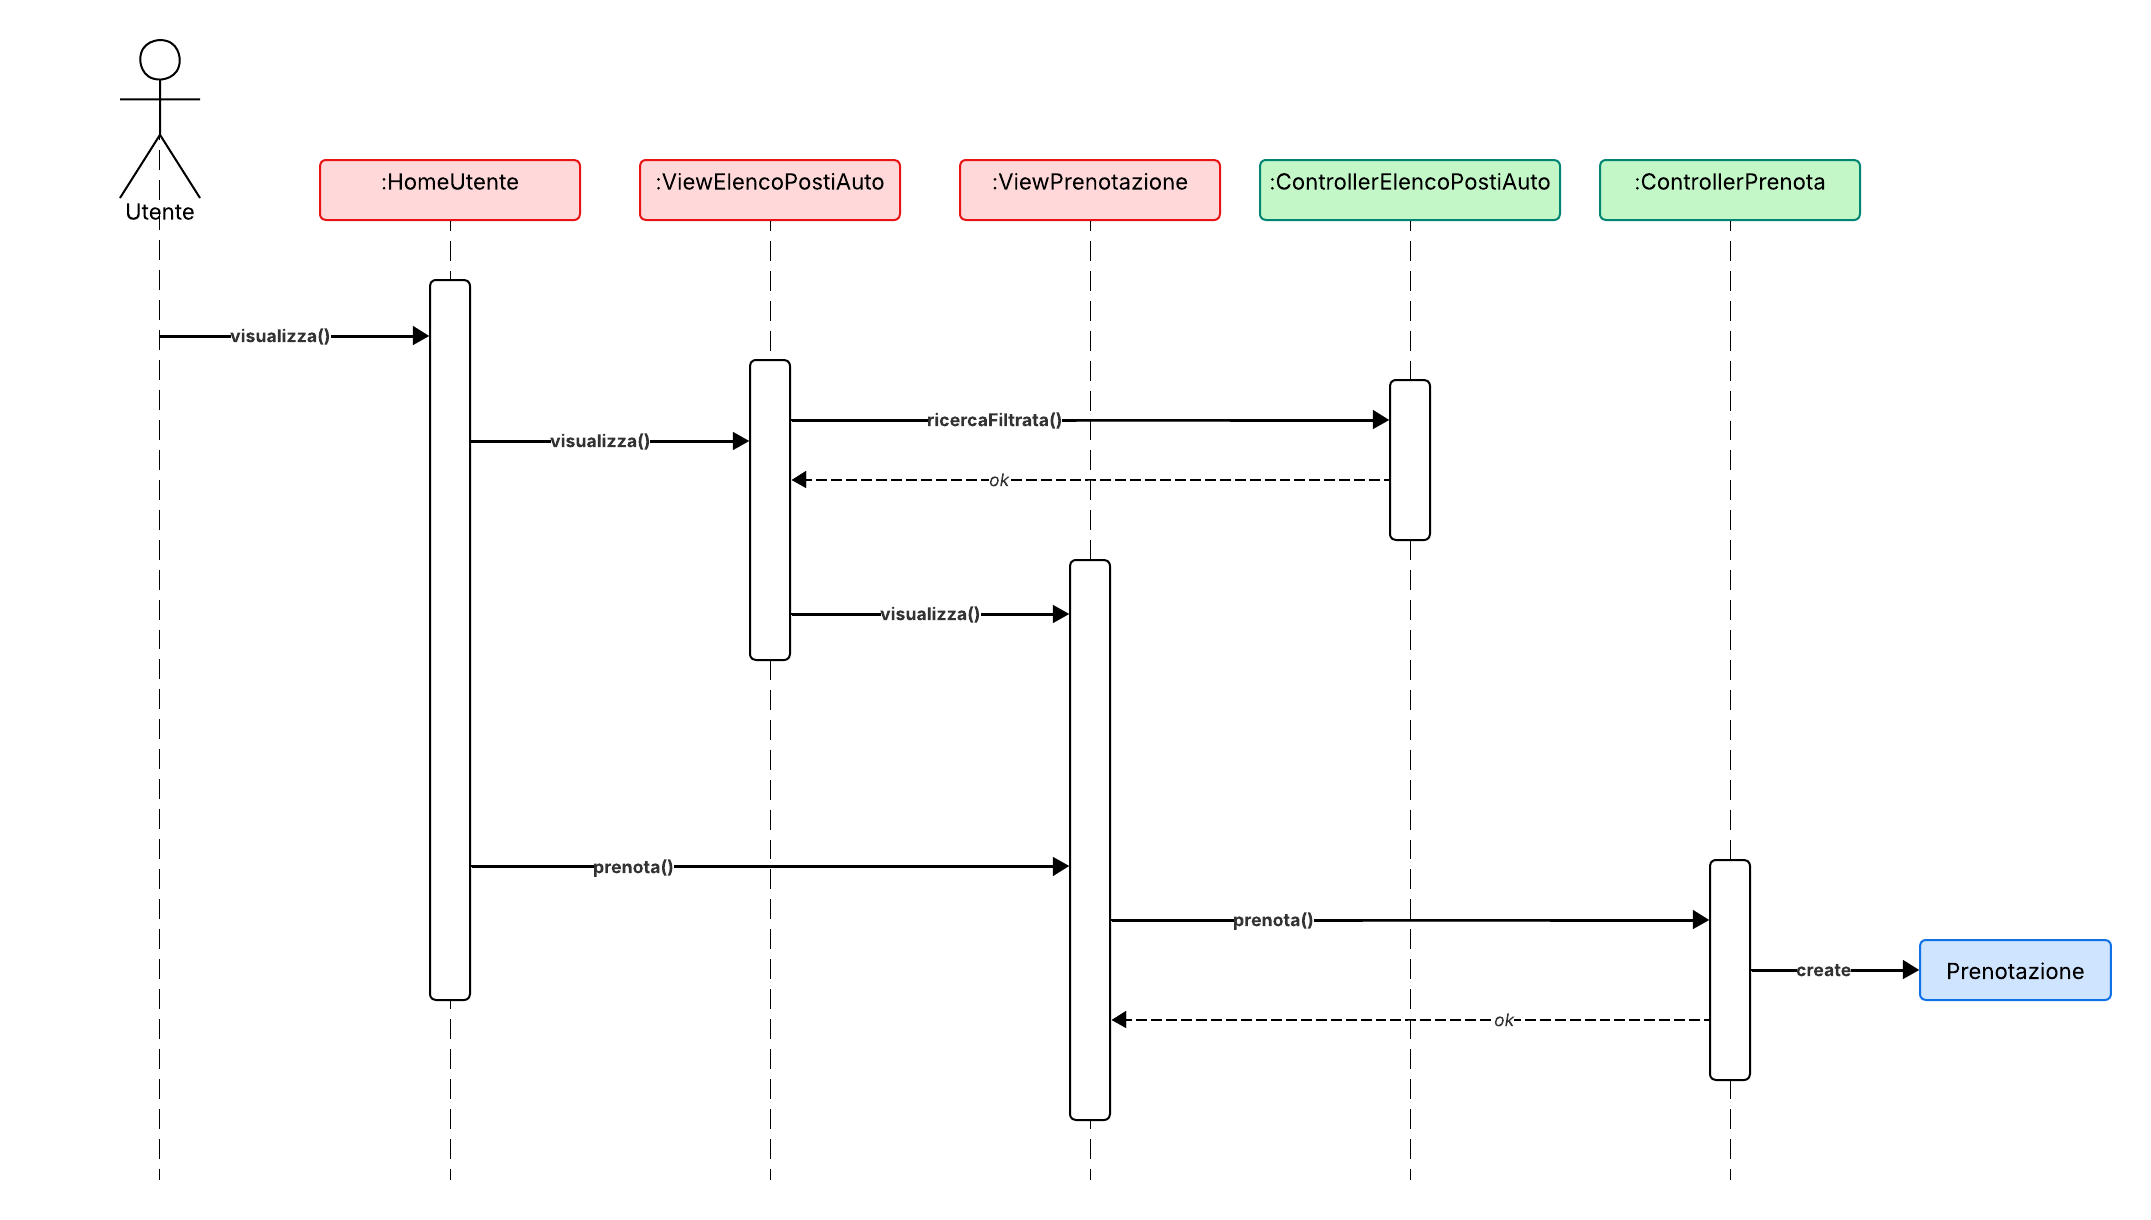 Utente
:HomeUtente
:ViewElencoPostiAuto
:ViewPrenotazione
:ControllerElencoPostiAuto
:ControllerPrenota
visualizza()
ricercaFiltrata()
visualizza()
ok
visualizza()
prenota()
prenota()
create
Prenotazione
ok